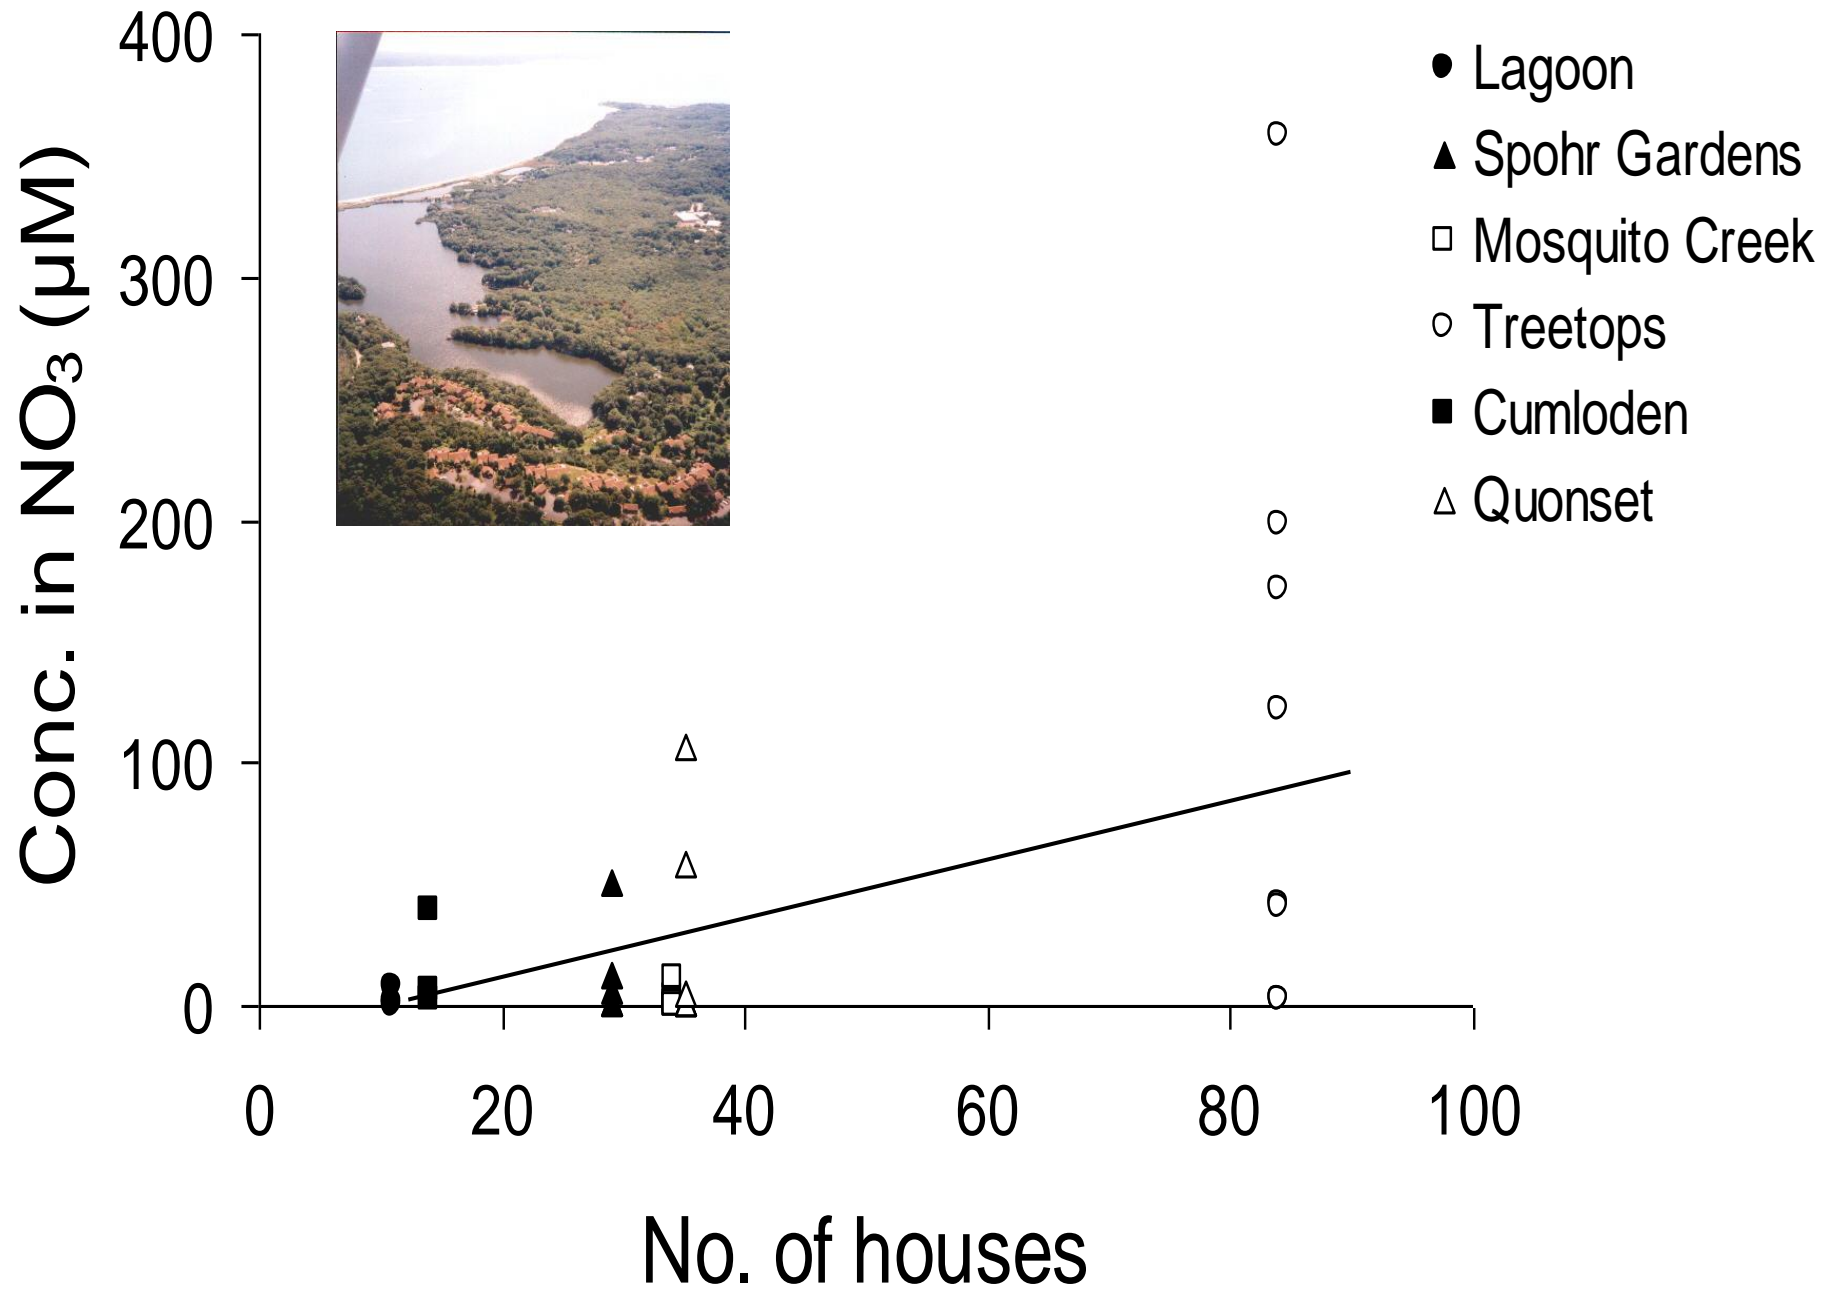 400
300
200
100
0
Conc. in NO3 (µM)
0 20 40 60 80 100
No. of houses
Lagoon
Spohr Gardens
Mosquito Creek
Treetops
Cumloden
Quonset